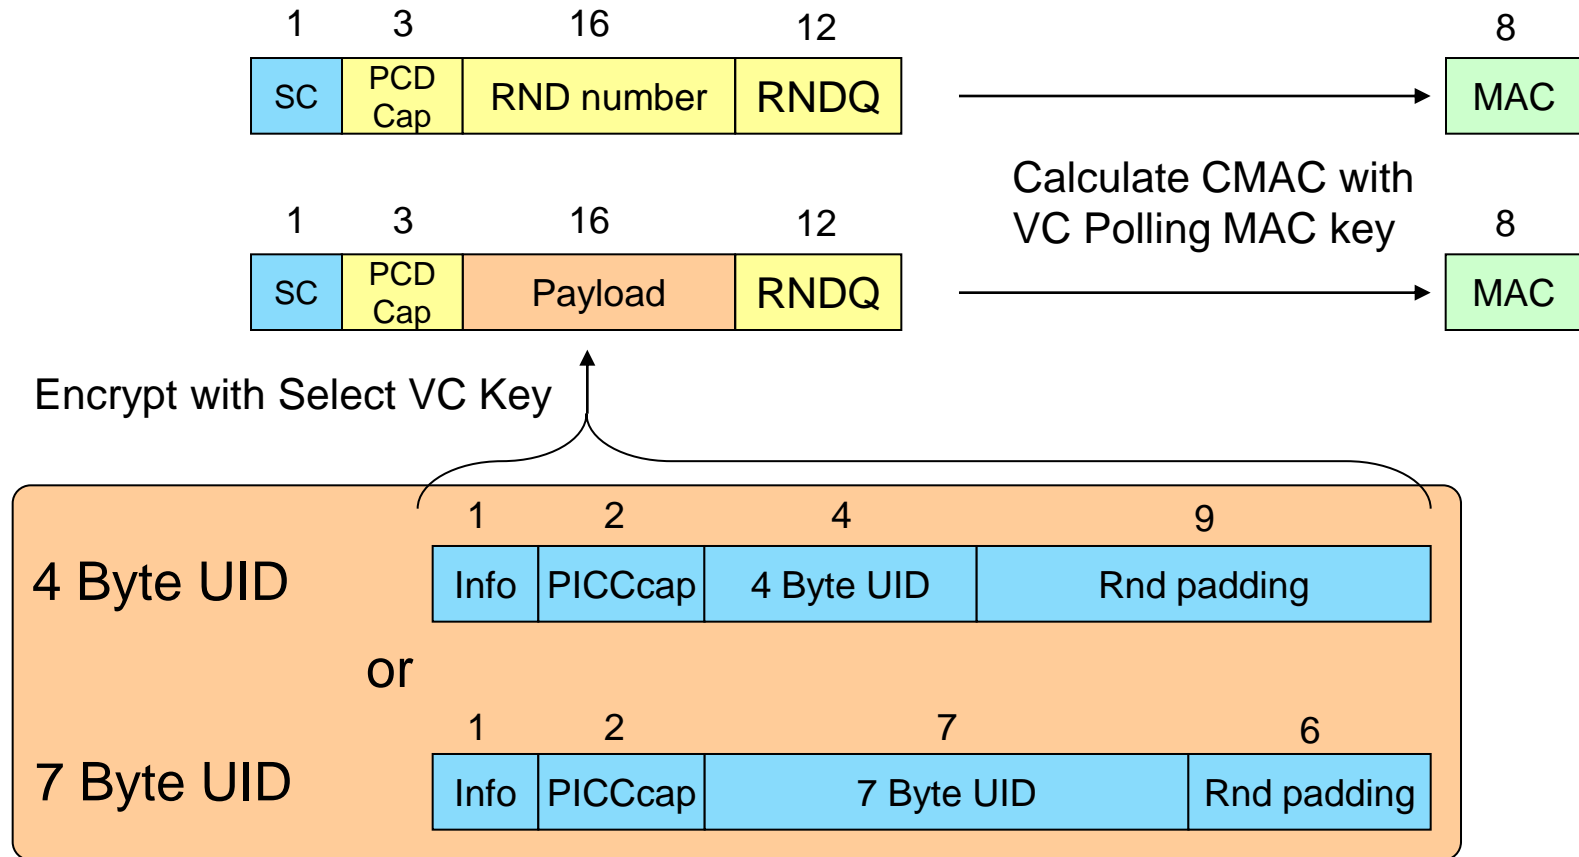 1 3 16 12 8
SC PCD Cap RND number RNDQ MAC
Calculate CMAC with
VC Polling MAC key
1 3 16 12 8
SC PCD Cap Payload RNDQ MAC
Encrypt with Select VC Key
1 2 4 9
4 Byte UID Info PICCcap 4 Byte UID Rnd padding
or
1 2 7 6
7 Byte UID Info PICCcap 7 Byte UID Rnd padding